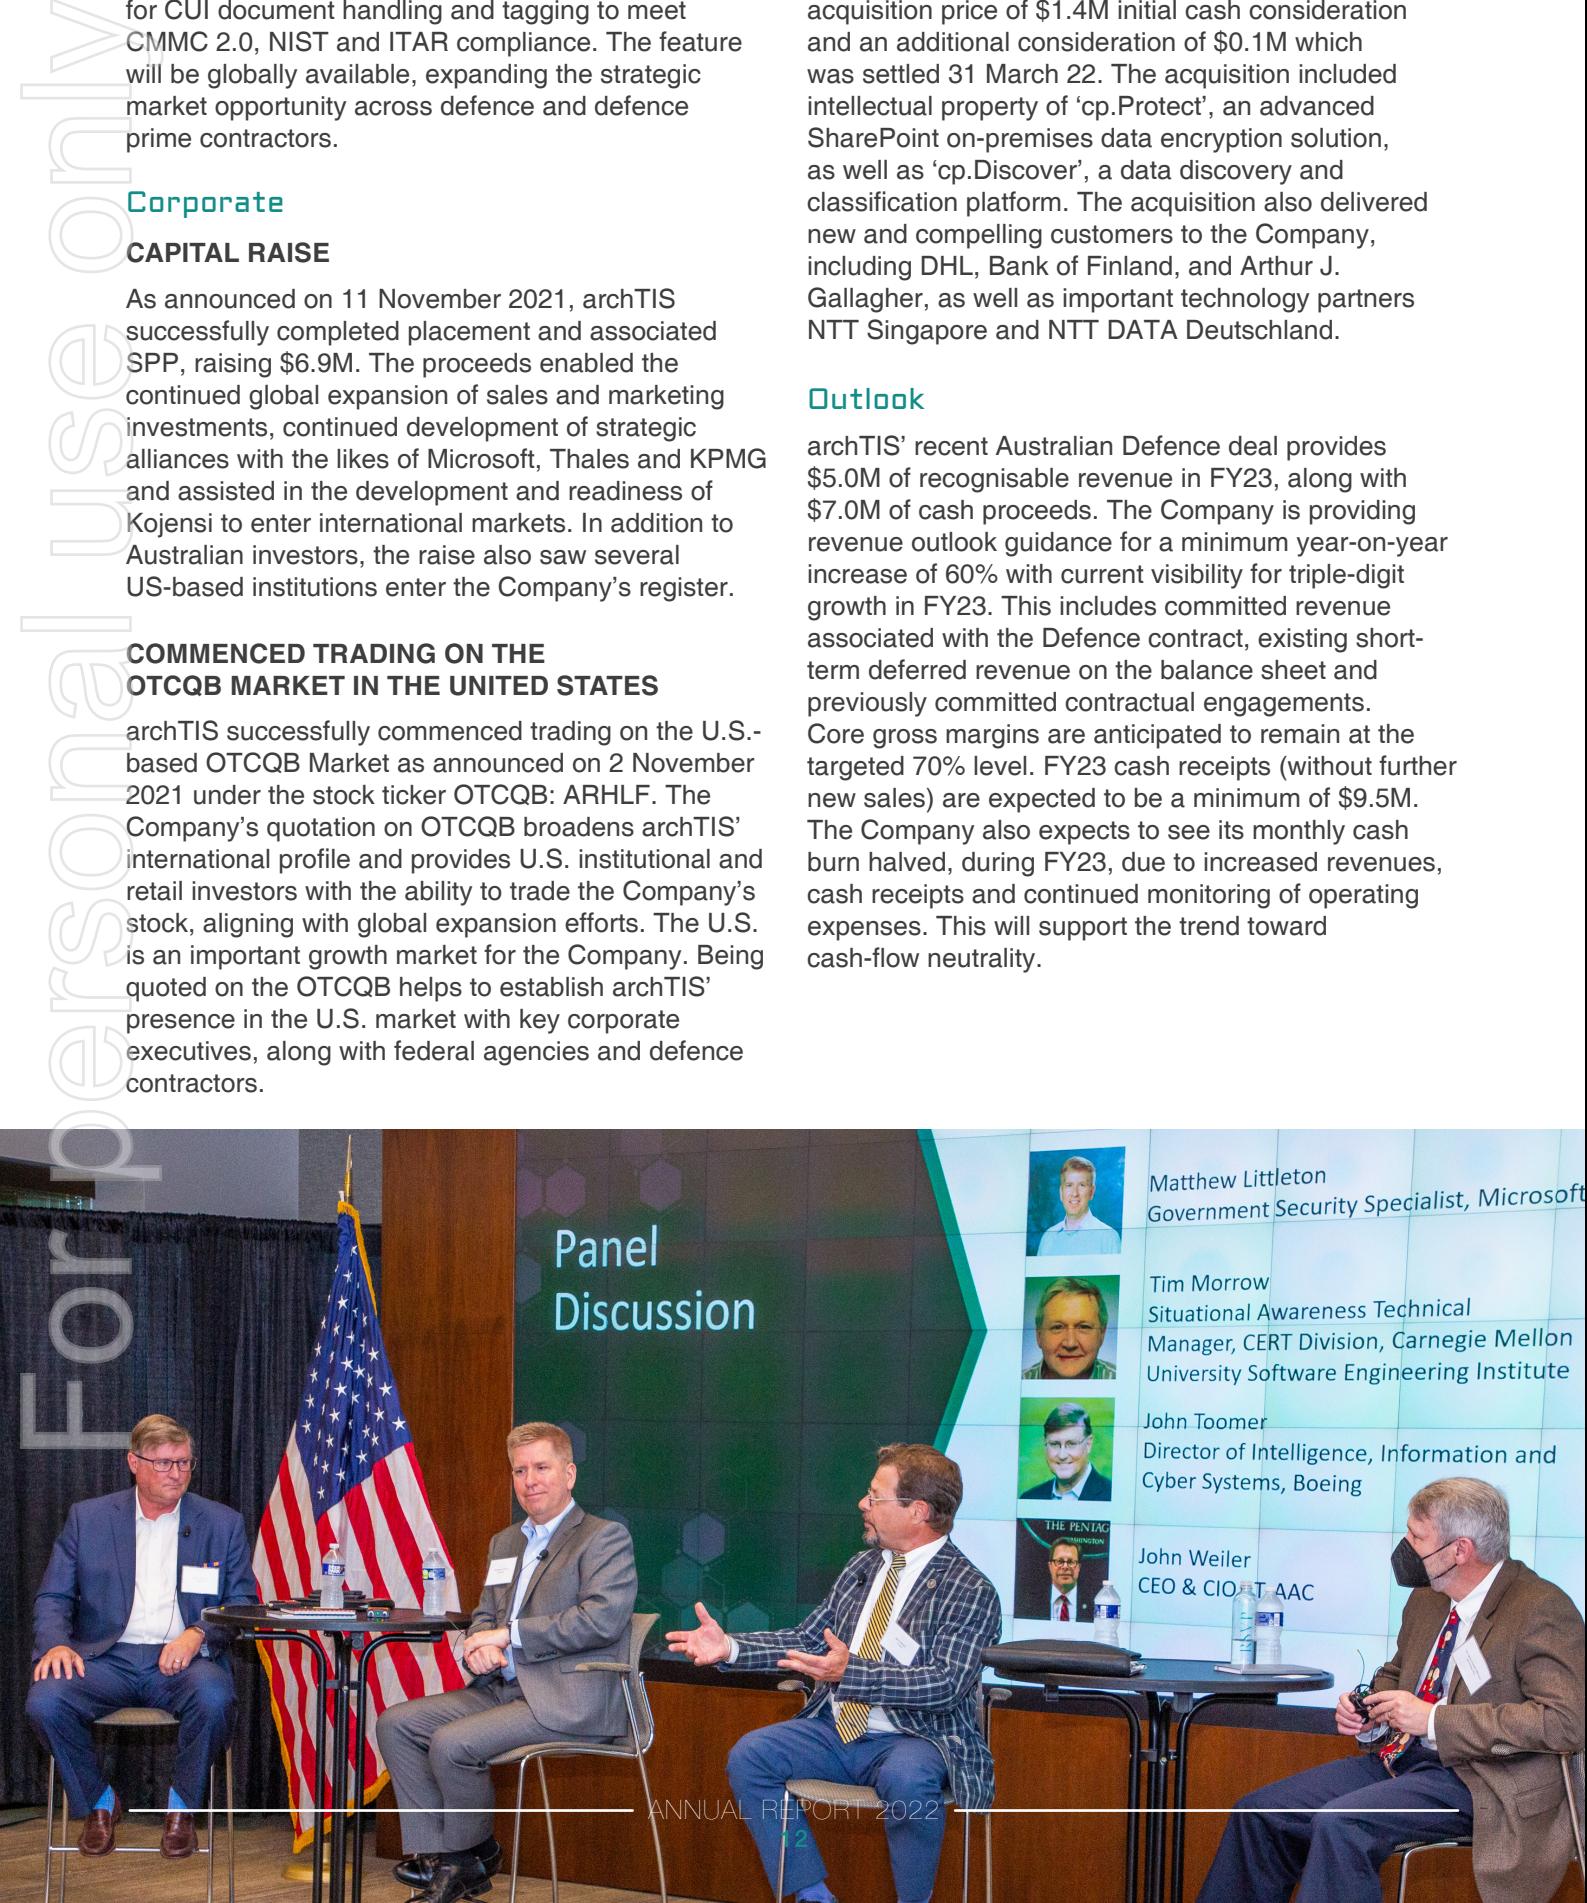 for CUI document handling and tagging to meet
CMMC 2.0, NIST and ITAR compliance. The feature
will be globally available, expanding the strategic
market opportunity across defence and defence
prime contractors.
Corporate
CAPITAL RAISE
As announced on 11 November 2021, archTIS
successfully completed placement and associated
SPP, raising $6.9M. The proceeds enabled the
continued global expansion of sales and marketing
investments, continued development of strategic
alliances with the likes of Microsoft, Thales and KPMG
and assisted in the development and readiness of
Kojensi to enter international markets. In addition to
Australian investors, the raise also saw several
US-based institutions enter the Company’s register.
COMMENCED TRADING ON THE
OTCQB MARKET IN THE UNITED STATES
archTIS successfully commenced trading on the U.S.-
based OTCQB Market as announced on 2 November
2021 under the stock ticker OTCQB: ARHLF. The
Company’s quotation on OTCQB broadens archTIS’
international profile and provides U.S. institutional and
retail investors with the ability to trade the Company’s
stock, aligning with global expansion efforts. The U.S.
is an important growth market for the Company. Being
quoted on the OTCQB helps to establish archTIS’
presence in the U.S. market with key corporate
executives, along with federal agencies and defence
contractors.
acquisition price of $1.4M initial cash consideration
and an additional consideration of $0.1M which
was settled 31 March 22. The acquisition included
intellectual property of ‘cp.Protect’, an advanced
SharePoint on-premises data encryption solution,
as well as ‘cp.Discover’, a data discovery and
classification platform. The acquisition also delivered
new and compelling customers to the Company,
including DHL, Bank of Finland, and Arthur J.
Gallagher, as well as important technology partners
NTT Singapore and NTT DATA Deutschland.
Outlook
archTIS’ recent Australian Defence deal provides
$5.0M of recognisable revenue in FY23, along with
$7.0M of cash proceeds. The Company is providing
revenue outlook guidance for a minimum year-on-year
increase of 60% with current visibility for triple-digit
growth in FY23. This includes committed revenue
associated with the Defence contract, existing short-
term deferred revenue on the balance sheet and
previously committed contractual engagements.
Core gross margins are anticipated to remain at the
targeted 70% level. FY23 cash receipts (without further
new sales) are expected to be a minimum of $9.5M.
The Company also expects to see its monthly cash
burn halved, during FY23, due to increased revenues,
cash receipts and continued monitoring of operating
expenses. This will support the trend toward
cash-flow neutrality.
For personal use only
Panel
Discussion
Matthew Littleton
Government Security Specialist, Microsoft
Tim Morrow
Situational Awareness Technical
Manager, CERT Division, Carnegie Mellon
University Software Engineering Institute
John Toomer
Director of Intelligence, Information and
Cyber Systems, Boeing
THE PENTAG
John Weiler
CEO & CIO AAC
ANNUAL REPORT 2022
12